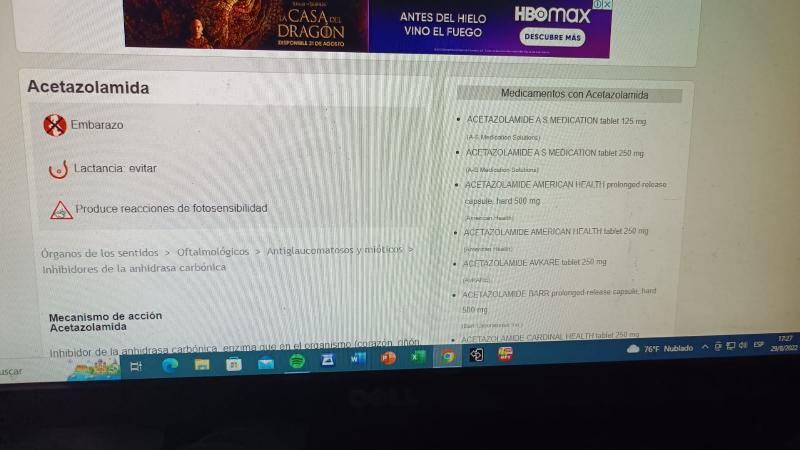 LA CASA DEL
DRAGÓN
DISPONIBLE 21 DE AGOSTO
ANTES DEL HIELO
VINO EL FUEGO
HBOmax
DESCUBRE MÁS
Acetazolamida
Embarazo
Lactancia: evitar
Produce reacciones de fotosensibilidad
Órganos de los sentidos > Oftalmológicos > Antiglaucomatosos y mióticos >
Inhibidores de la anhidrasa carbónica
Mecanismo de acción
Acetazolamida
Inhibidor de la anhidrasa carbónica, enzima que en el organismo (corazón, riñón,
Medicamentos con Acetazolamida
ACETAZOLAMIDE A S MEDICATION tablet 125 mg
(A-S Medication Solutions)
ACETAZOLAMIDE A S MEDICATION tablet 250 mg
(A-S Medication Solutions)
ACETAZOLAMIDE AMERICAN HEALTH prolonged-release
capsule, hard 500 mg
(American Health)
ACETAZOLAMIDE AMERICAN HEALTH tablet 250 mg
(American Health)
ACETAZOLAMIDE AVKARE tablet 250 mg
(AvKARE)
ACETAZOLAMIDE BARR prolonged-release capsule, hard
500 mg
(Barr Laboratories Inc.)
ACETAZOLAMIDE CARDINAL HEALTH tablet 250 mg
uscar
76°F Nublado
ESP
17:27
29/8/2022
DELL